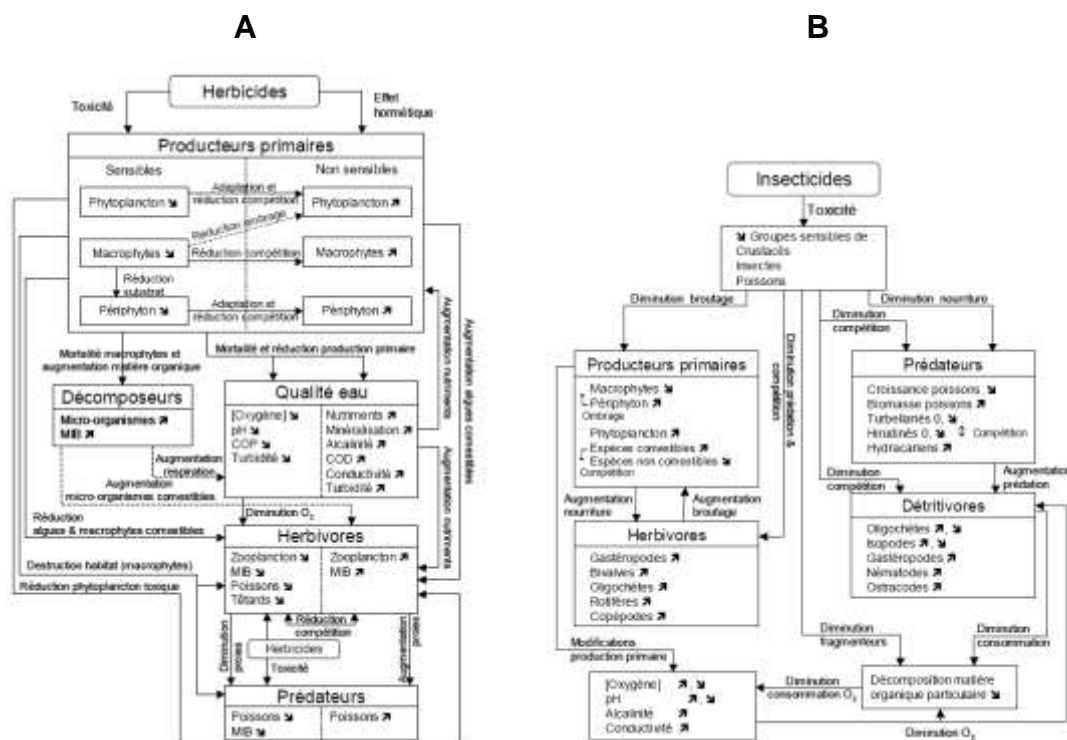 A
B
Herbicides
Toxicité
Effet
hormétique
Producteurs primaires
Sensibles
Non sensibles
Phytoplancton ↘
Adaptation et
réduction compétition
Phytoplancton ↗
Réduction ombrage
Macrophytes ↘
Réduction compétition
Macrophytes ↗
Réduction
substrat
Périphyton ↘
Adaptation et
réduction compétition
Périphyton ↗
Mortalité macrophytes et
augmentation matière organique
Mortalité et réduction production primaire
Augmentation nutriments
Augmentation algues comestibles
Décomposeurs
Micro-organismes ↗
MIB ↗
Qualité eau
[Oxygène] ↘
pH ↘
COP ↘
Turbidité ↘
Nutriments ↗
Minéralisation ↗
Alcalinité ↗
COD ↗
Conductivité ↗
Turbidité ↗
Augmentation
respiration
Augmentation
micro-organismes comestibles
Augmentation nutriments
Diminution O₂
Réduction
algues & macrophytes comestibles
Herbivores
Zooplancton ↘
MIB ↘
Poissons ↘
Têtards ↘
Zooplancton ↗
MIB ↗
Destruction habitat (macrophytes)
Réduction phytoplancton toxique
Diminution
proies
Réduction
compétition
Herbicides
Toxicité
Augmentation
proies
Prédateurs
Poissons ↘
MIB ↘
Poissons ↗
Insecticides
Toxicité
↘ Groupes sensibles de
Crustacés
Insectes
Poissons
Diminution broutage
Diminution nourriture
Diminution
compétition
Diminution prédation &
compétition
Producteurs primaires
Macrophytes ↘
Périphyton ↗
Ombrage
Phytoplancton ↗
Espèces comestibles ↗
Espèces non comestibles ↘
Compétition
Prédateurs
Croissance poissons ↘
Biomasse poissons ↗
Turbellariés 0, ↘
Hirudinés 0, ↘
Compétition
Hydracariens ↗
Augmentation
nourriture
Augmentation
broutage
Diminution
compétition
Augmentation
prédation
Herbivores
Gastéropodes ↗
Bivalves ↗
Oligochètes ↗
Rotifères ↗
Copépodes ↗
Détritivores
Oligochètes ↗, ↘
Isopodes ↗, ↘
Gastéropodes ↗
Nématodes ↗
Ostracodes ↗
Modifications
production primaire
Diminution
fragmenteurs
Diminution
consommation
[Oxygène] ↗, ↘
pH ↗, ↘
Alcalinité ↗
Conductivité ↗
Diminution
consommation O₂
Décomposition matière
organique particulaire ↘
Diminution O₂